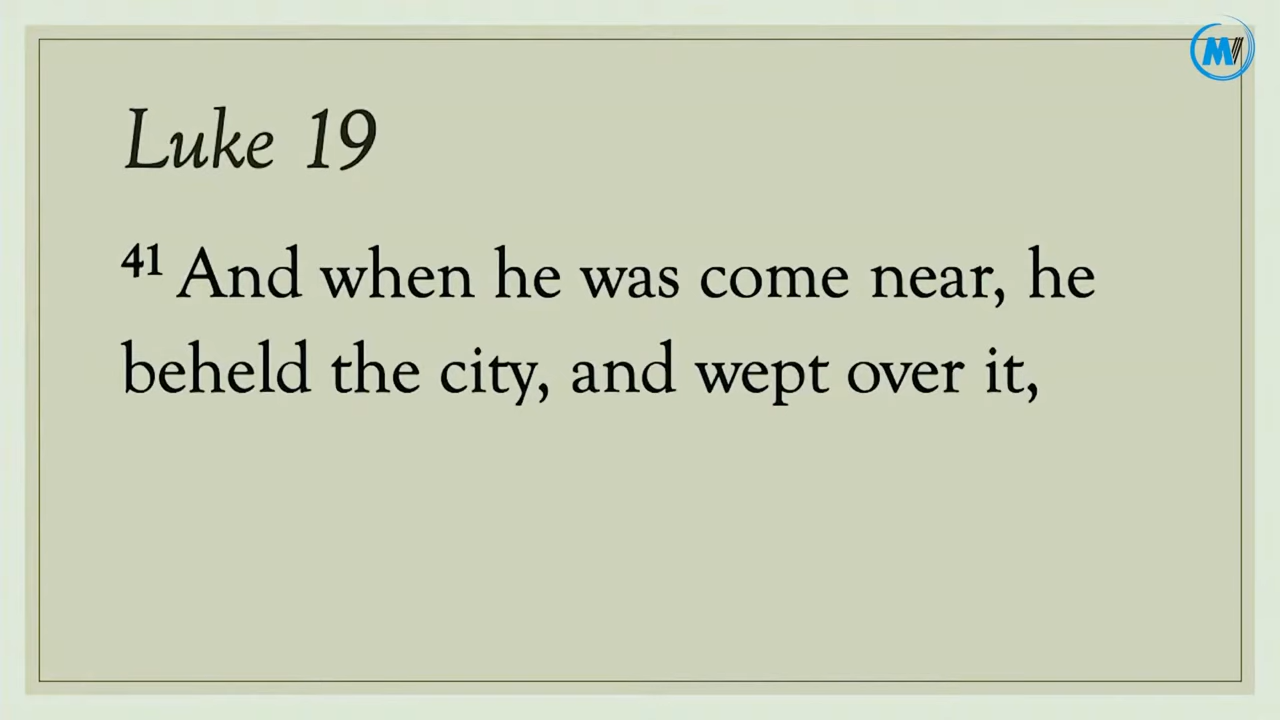 Luke 19
41 And when he was come near, he
beheld the city, and wept over it,
M